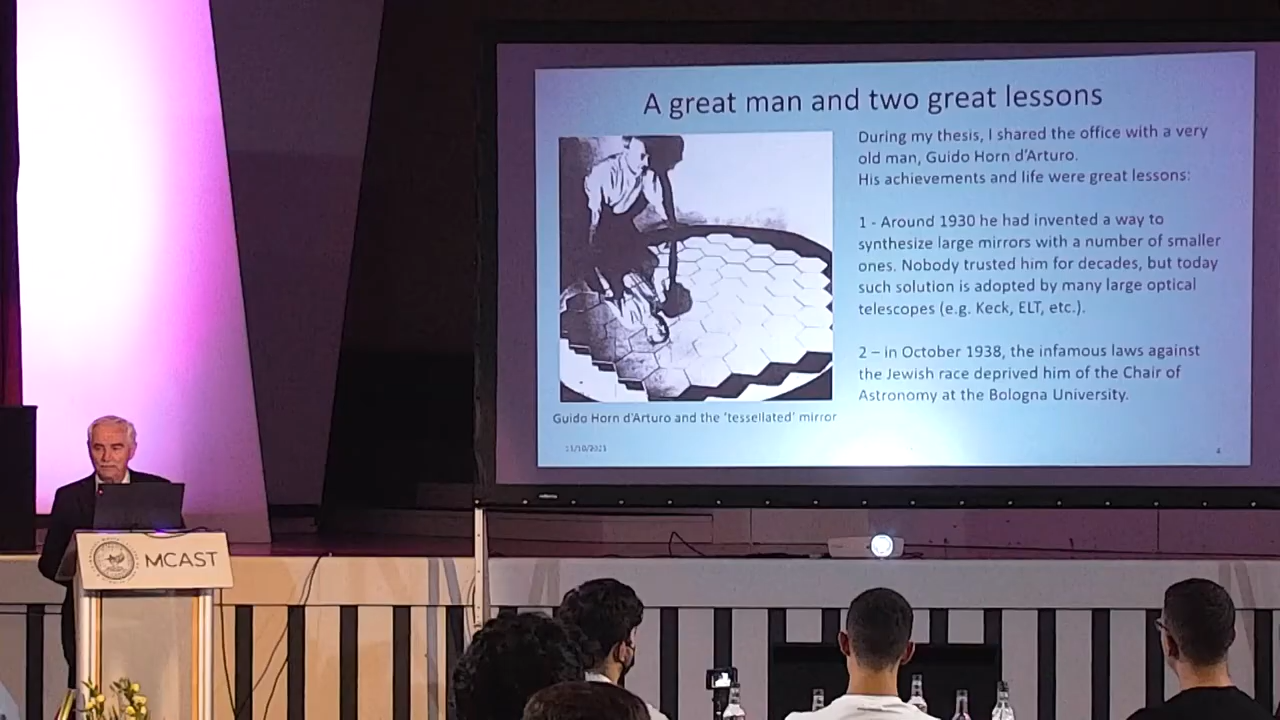 A great man and two great lessons
During my thesis, I shared the office with a very
old man, Guido Horn d'Arturo.
His achievements and life were great lessons:
1 - Around 1930 he had invented a way to
synthesize large mirrors with a number of smaller
ones. Nobody trusted him for decades, but today
such solution is adopted by many large optical
telescopes (e.g. Keck, ELT, etc.).
2 – In October 1938, the infamous laws against
the Jewish race deprived him of the Chair of
Astronomy at the Bologna University.
Guido Horn d'Arturo and the 'tessellated' mirror
4
MCAST